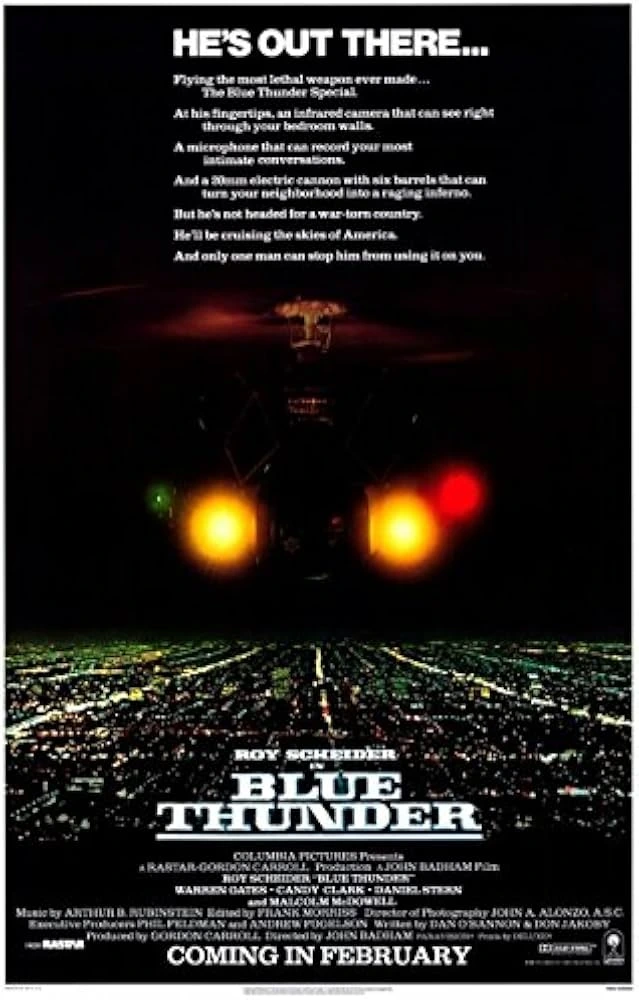 HE'S OUT THERE...
Flying the most lethal weapon ever made...
The Blue Thunder Special.
At his fingertips, an infrared camera that can see right
through your bedroom walls.
A microphone that can record your most
intimate conversations.
And a 20mm electric cannon with six barrels that can
turn your neighborhood into a raging inferno.
But he's not headed for a war-torn country.
He'll be cruising the skies of America.
And only one man can stop him from using it on you.
ROY SCHEIDER
IS
BLUE
THUNDER
COLUMBIA PICTURES Presents
A RASTAR-GORDON CARROLL Production A JOHN BADHAM Film
ROY SCHEIDER "BLUE THUNDER"
WARREN OATES • CANDY CLARK • DANIEL STERN
and MALCOLM McDOWELL
Music by ARTHUR B. RUBINSTEIN Edited by FRANK MORRISS Director of Photography JOHN A. ALONZO, A.S.C.
Executive Producers PHIL FELDMAN and ANDREW FOGELSON Written by DAN O'BANNON & DON JAKOBY
Produced by GORDON CARROLL Directed by JOHN BADHAM
RASTAR
COMING IN FEBRUARY